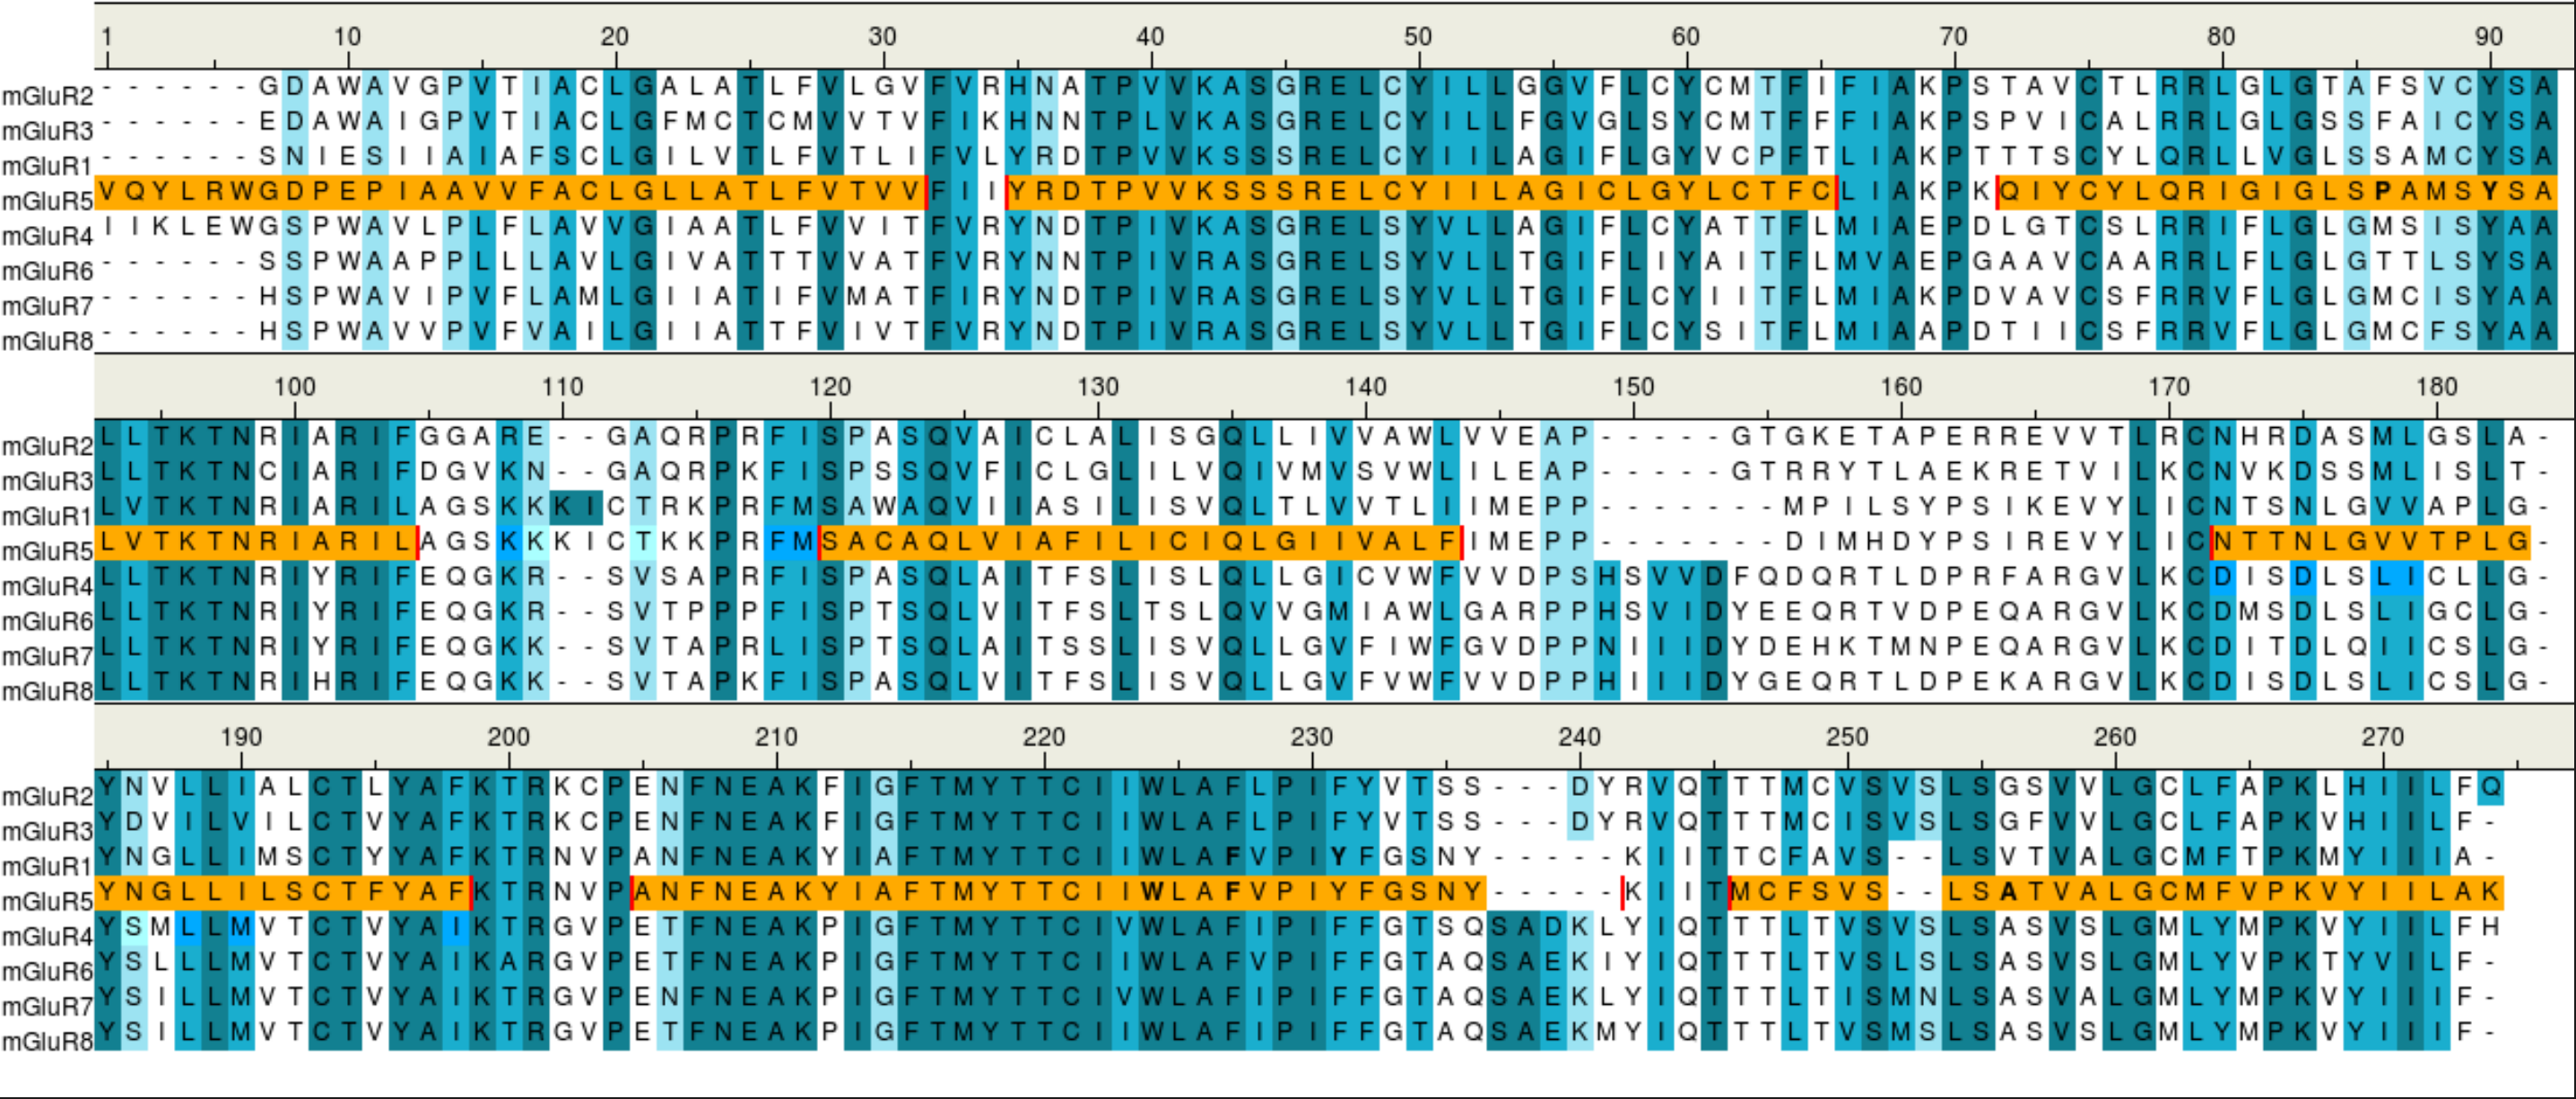 1 10 20 30 40 50 60 70 80 90
mGluR2 ------GDAWAVGPVTIACLGALATLFVLGVFVRHNATPVVKASGRELCYILLGGVFLCYCMTFIFIAKPSTAVCTLRRLGLGTAFSVCYSA
mGluR3 ------EDAWAIGPVTIACLGFMCTCMVVTVFIKHNNTPLVKASGRELCYILLFGVGLSYCMTFFFIAKPSPVICALRRLGLGSSFAICYSA
mGluR1 ------SNIESIIAIAFSCLGILVTLFVTLIFVLYRDTPVVKSSSRELCYIILAGIFLGYVCPFTLIAKPTTTSCYLQRLLVGLSSAMCYSA
mGluR5 VQYLRWGDPEPIAAVVFACLGLLATLFVTVVFIIYRDTPVVKSSSRELCYIILAGICLGYLCTFCLIAKPKQIYCYLQRIGIGLSPAMSYSA
mGluR4 IIKLEWGSPWAVLPLFLAVVGIAATLFVVITFVRYNDTPIVKASGRELSYVLLAGIFLCYATTFLMIAEPDLGTCSLRRIFLGLGMSISYAA
mGluR6 ------SSPWAAPPLLLAVLGIVATTTVVATFVRYNNTPIVRASGRELSYVLLTGIFLIYAITFLMVAEPGAAVCAARRLFLGLGTTLSYSA
mGluR7 ------HSPWAVIPVFLAMLGIIATIFVMATFIRYNDTPIVRASGRELSYVLLTGIFLCYIITFLMIAKPDVAVCSFRRVFLGLGMCISYAA
mGluR8 ------HSPWAVVPVFVAILGIIATTFVIVTFVRYNDTPIVRASGRELSYVLLTGIFLCYSITFLMIAAPDTIICSFRRVFLGLGMCFSYAA
100 110 120 130 140 150 160 170 180
mGluR2 LLTKTNRIARIFGGARE--GAQRPRFISPASQVAICLALISGQLLIVVAWLVVEAP-----GTGKETAPERREVVTLRCNHRDASMLGSLA-
mGluR3 LLTKTNCIARIFDGVKN--GAQRPKFISPSSQVFICLGLILVQIVMVSVWLILEAP-----GTRRYTLAEKRETVILKCNVKDSSMLISLT-
mGluR1 LVTKTNRIARILAGSKKKICTRKPRFMSAWAQVIIASILISVQLTLVVTLIIMEPP-------MPILSYPSIKEVYLICNTSNLGVVAPLG-
mGluR5 LVTKTNRIARILAGSKKKICTKKPRFMSACAQLVIAFILICIQLGIIVALFIMEPP-------DIMHDYPSIREVYLICNTTNLGVVTPLG-
mGluR4 LLTKTNRIYRIFEQGKR--SVSAPRFISPASQLAITFSLISLQLLGICVWFVVDPSHSVVDFQDQRTLDPRFARGVLKCDISDLSLICLLG-
mGluR6 LLTKTNRIYRIFEQGKR--SVTPPPFISPTSQLVITFSLTSLQVVGMIAWLGARPPHSVIDYEEQRTVDPEQARGVLKCDMSDLSLIGCLG-
mGluR7 LLTKTNRIYRIFEQGKK--SVTAPRLISPTSQLAITSSLISVQLLGVFIWFGVDPPNIIIDYDEHKTMNPEQARGVLKCDITDLQIICSLG-
mGluR8 LLTKTNRIHRIFEQGKK--SVTAPKFISPASQLVITFSLISVQLLGVFVWFVVDPPHIIIDYGEQRTLDPEKARGVLKCDISDLSLICSLG-
190 200 210 220 230 240 250 260 270
mGluR2 YNVLLIALCTLYAFKTRKCPENFNEAKFIGFTMYTTCIIWLAFLPIFYVTSS---DYRVQTTTMCVSVSLSGSVVLGCLFAPKLHIILFQ
mGluR3 YDVILVILCTVYAFKTRKCPENFNEAKFIGFTMYTTCIIWLAFLPIFYVTSS---DYRVQTTTMCISVSLSGFVVLGCLFAPKVHIILF-
mGluR1 YNGLLIMSCTYYAFKTRNVPANFNEAKYIAFTMYTTCIIWLAFVPIYFGSNY-----KIITTCFAVS--LSVTVALGCMFTPKMYIIIA-
mGluR5 YNGLLILSCTFYAFKTRNVPANFNEAKYIAFTMYTTCIIWLAFVPIYFGSNY-----KIITMCFSVS--LSATVALGCMFVPKVYIILAK
mGluR4 YSMLLMVTCTVYAIKTRGVPETFNEAKPIGFTMYTTCIVWLAFIPIFFGTSQSADKLYIQTTTLTVSVSLSASVSLGMLYMPKVYIILFH
mGluR6 YSLLLMVTCTVYAIKARGVPETFNEAKPIGFTMYTTCIIWLAFVPIFFGTAQSAEKIYIQTTTLTVSLSLSASVSLGMLYVPKTYVILF-
mGluR7 YSILLMVTCTVYAIKTRGVPENFNEAKPIGFTMYTTCIVWLAFIPIFFGTAQSAEKLYIQTTTLTISMNLSASVALGMLYMPKVYIIIF-
mGluR8 YSILLMVTCTVYAIKTRGVPETFNEAKPIGFTMYTTCIIWLAFIPIFFGTAQSAEKMYIQTTTLTVSMSLSASVSLGMLYMPKVYIIIF-